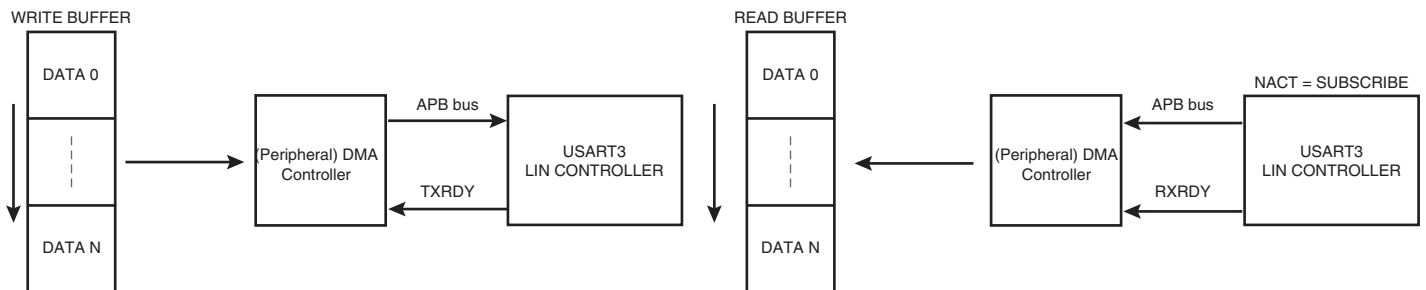 WRITE BUFFER
DATA 0
DATA N
(Peripheral) DMA
Controller
APB bus
TXRDY
USART3
LIN CONTROLLER
READ BUFFER
DATA 0
DATA N
(Peripheral) DMA
Controller
APB bus
RXRDY
NACT = SUBSCRIBE
USART3
LIN CONTROLLER